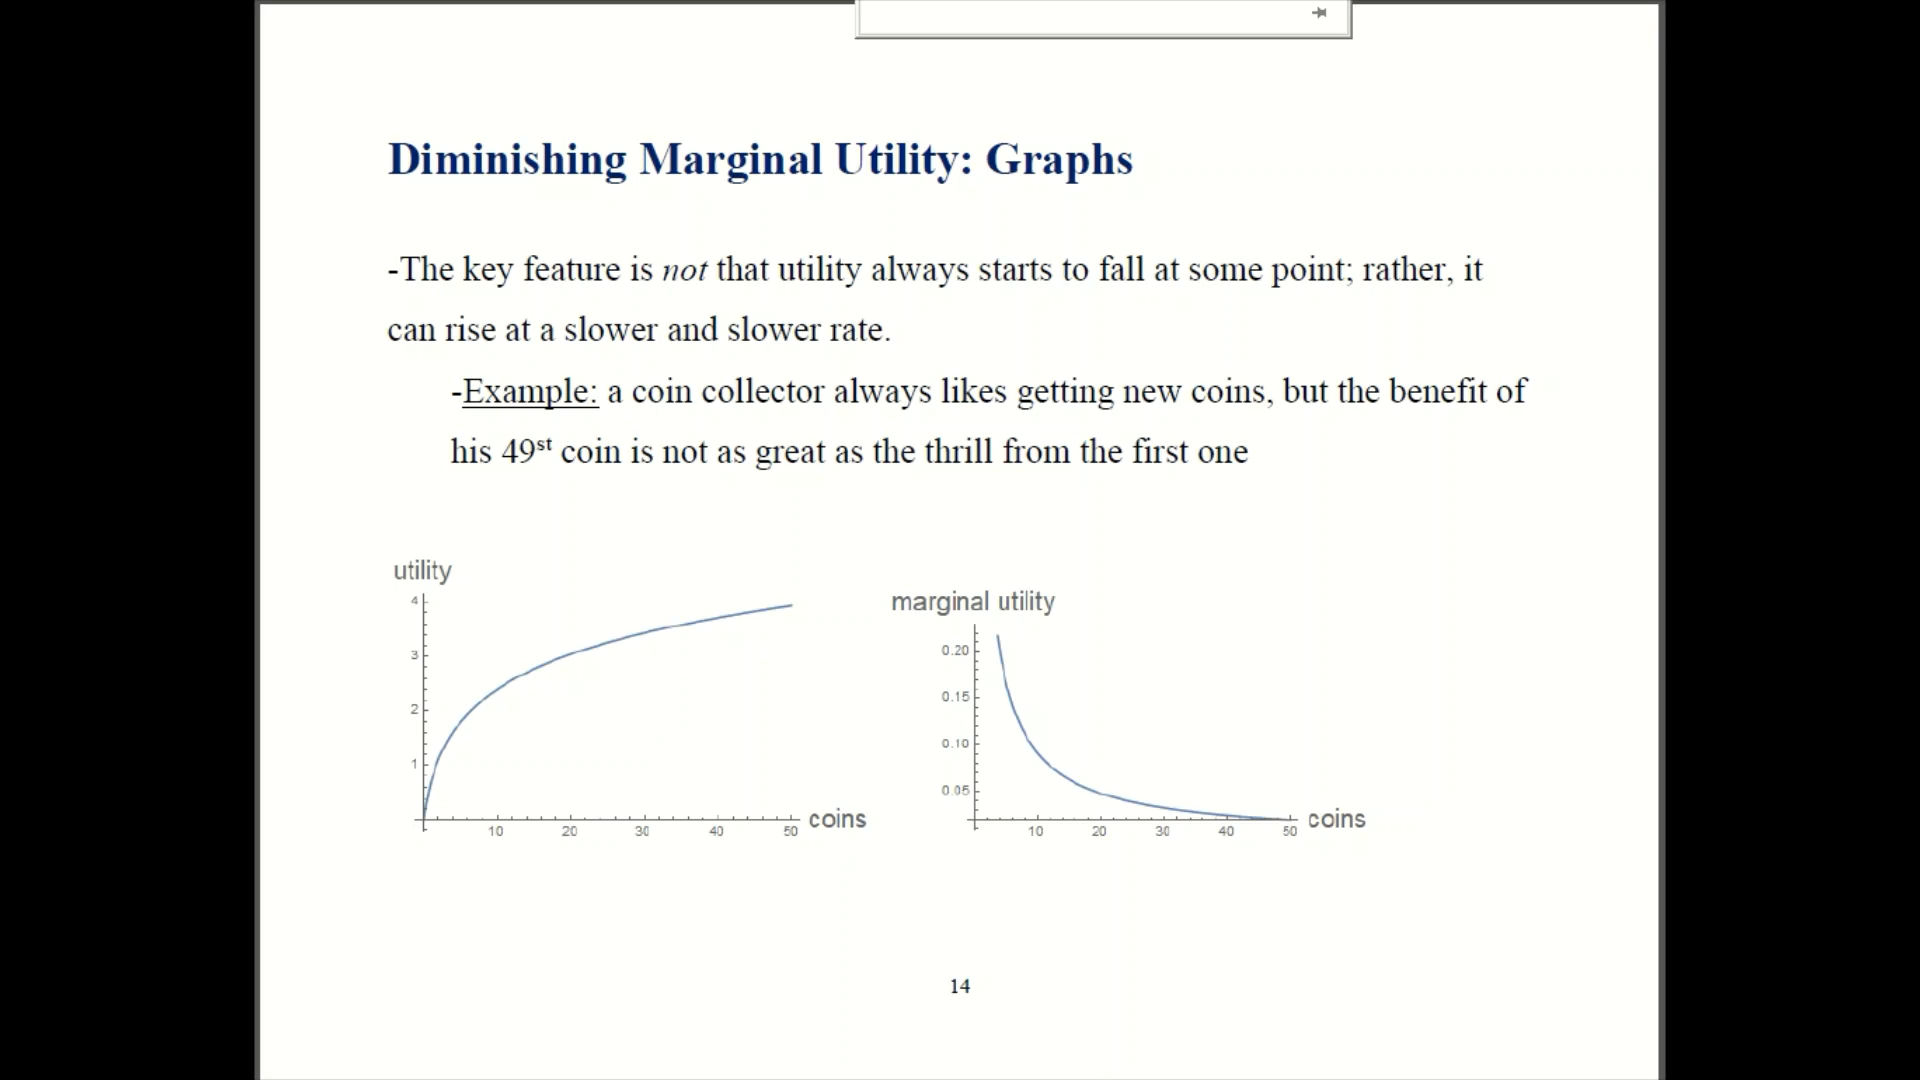 Diminishing Marginal Utility: Graphs
-The key feature is not that utility always starts to fall at some point; rather, it
can rise at a slower and slower rate.
-Example: a coin collector always likes getting new coins, but the benefit of
his 49st coin is not as great as the thrill from the first one
utility
4
3
2
1
10 20 30 40 50 coins
marginal utility
0.20
0.15
0.10
0.05
10 20 30 40 50 coins
14